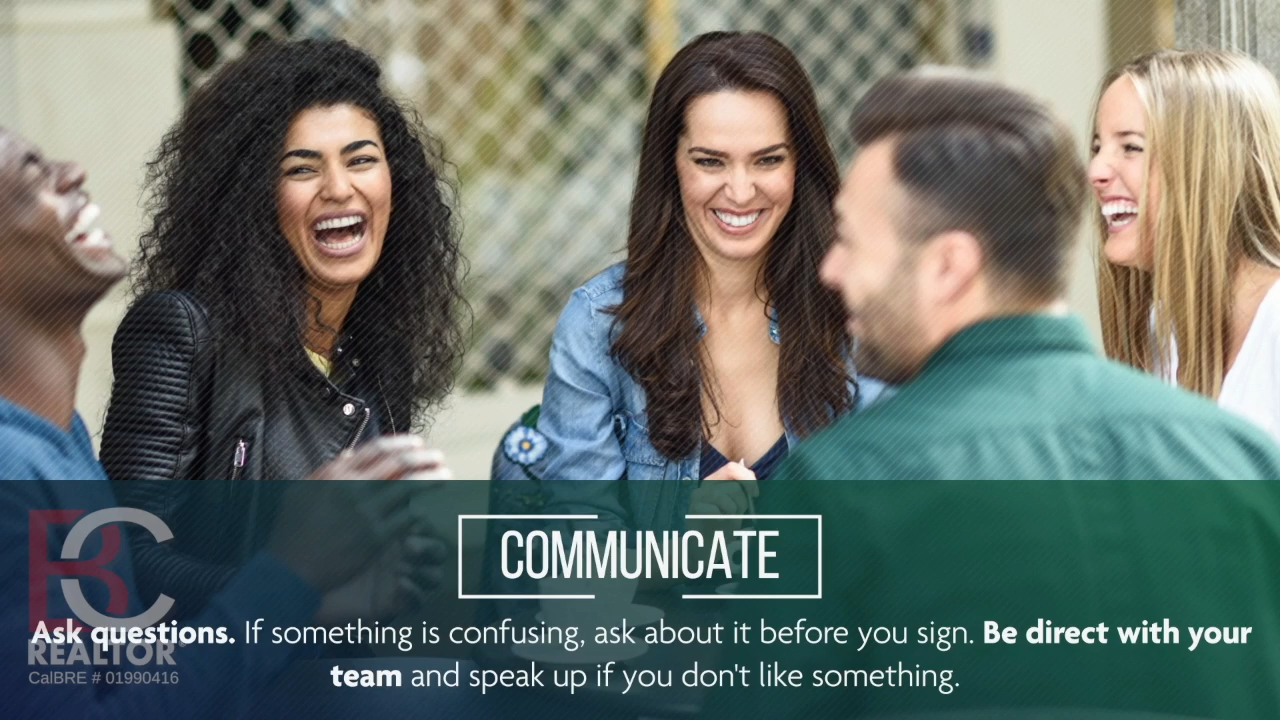 COMMUNICATE
Ask questions. If something is confusing, ask about it before you sign. Be direct with your
team and speak up if you don't like something.
BC
REALTOR
CalBRE # 01990416